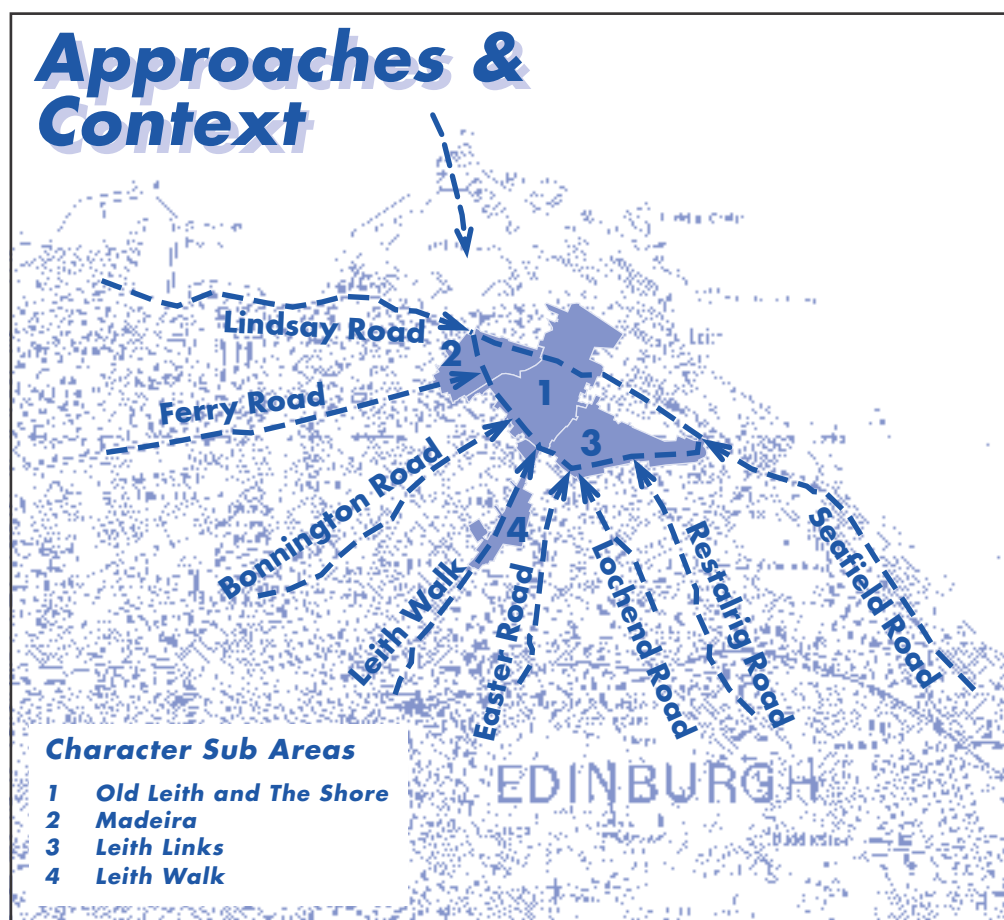 Approaches &
Context
Lindsay Road
Ferry Road
Bonnington Road
Leith Walk
Easter Road
Lochend Road
Restalrig Road
Seafield Road
2
1
3
4
EDINBURGH
Character Sub Areas
1 Old Leith and The Shore
2 Madeira
3 Leith Links
4 Leith Walk